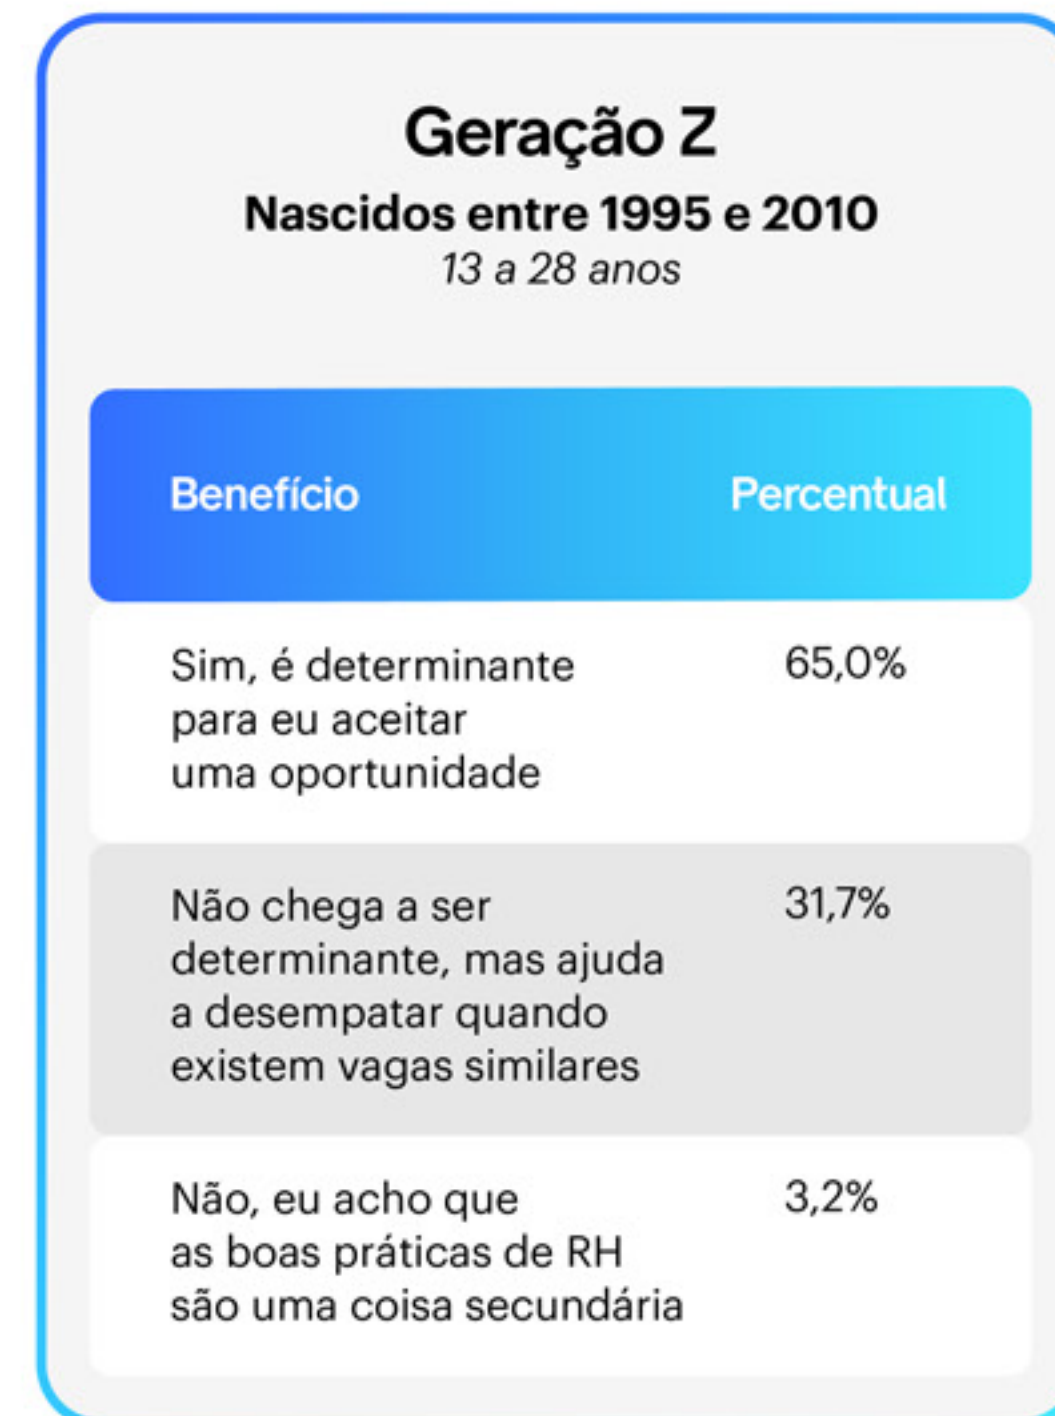 Geração Z
Nascidos entre 1995 e 2010
13 a 28 anos
Benefício Percentual
Sim, é determinante 65,0%
para eu aceitar
uma oportunidade
Não chega a ser 31,7%
determinante, mas ajuda
a desempatar quando
existem vagas similares
Não, eu acho que 3,2%
as boas práticas de RH
são uma coisa secundária